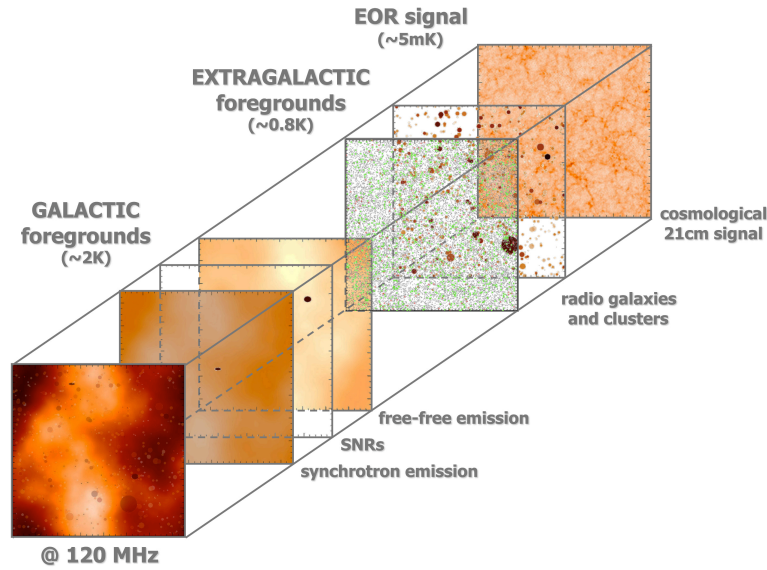 EOR signal
(~5mK)
EXTRAGALACTIC
foregrounds
(~0.8K)
GALACTIC
foregrounds
(~2K)
cosmological
21cm signal
radio galaxies
and clusters
free-free emission
SNRs
synchrotron emission
@ 120 MHz